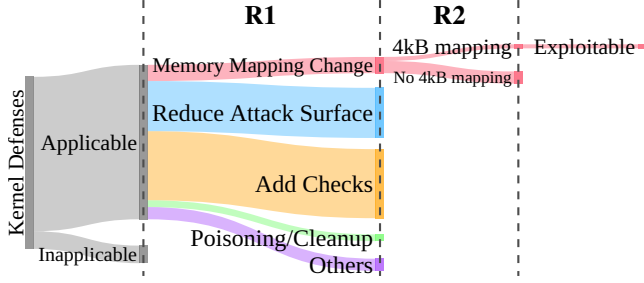 R1
R2
4kB mapping
Exploitable
Memory Mapping Change
No 4kB mapping
Kernel Defenses
Applicable
Reduce Attack Surface
Add Checks
Inapplicable
Poisoning/Cleanup
Others